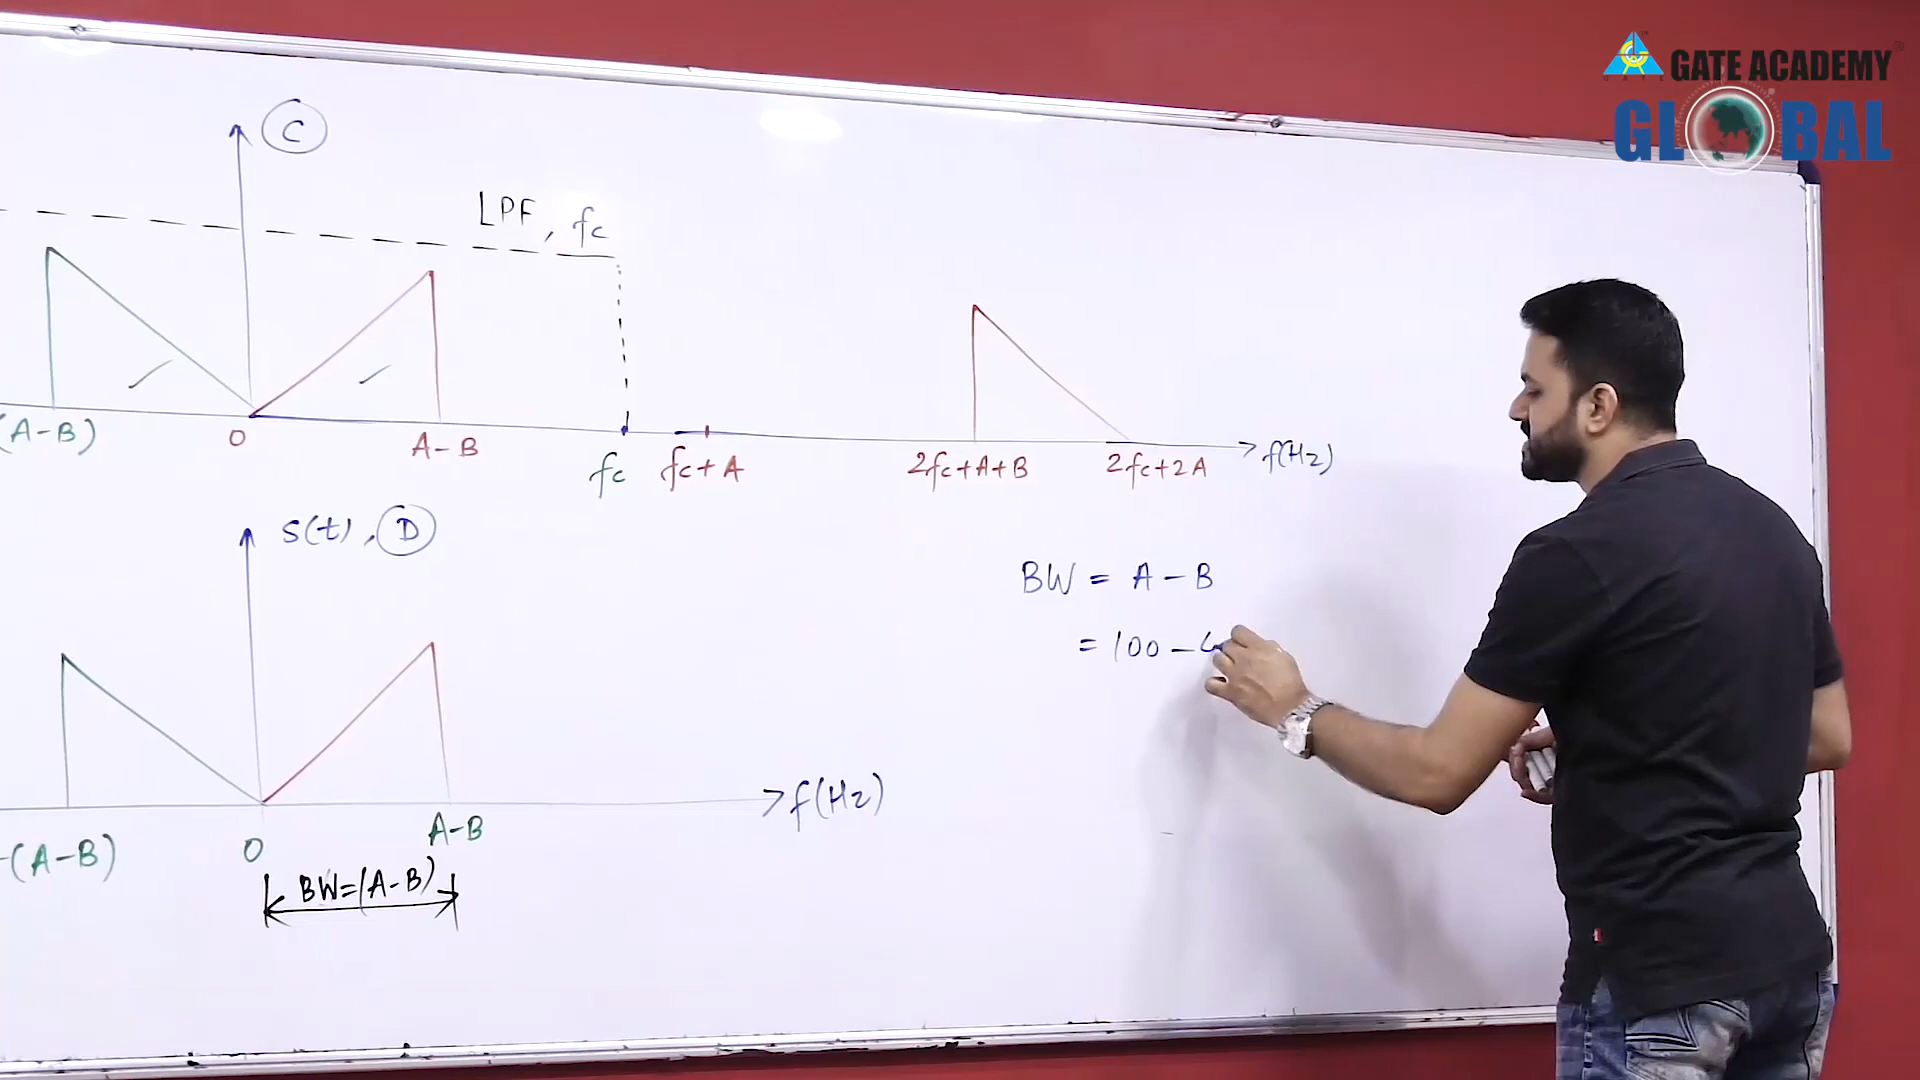 GATE ACADEMY
GLOBAL
C
LPF, fc
(A-B)
0
A-B
fc
fc+A
2fc+A+B
2fc+2A
f(Hz)
S(t), D
BW = A-B
= 100 -
f(Hz)
-(A-B)
0
A-B
BW=(A-B)